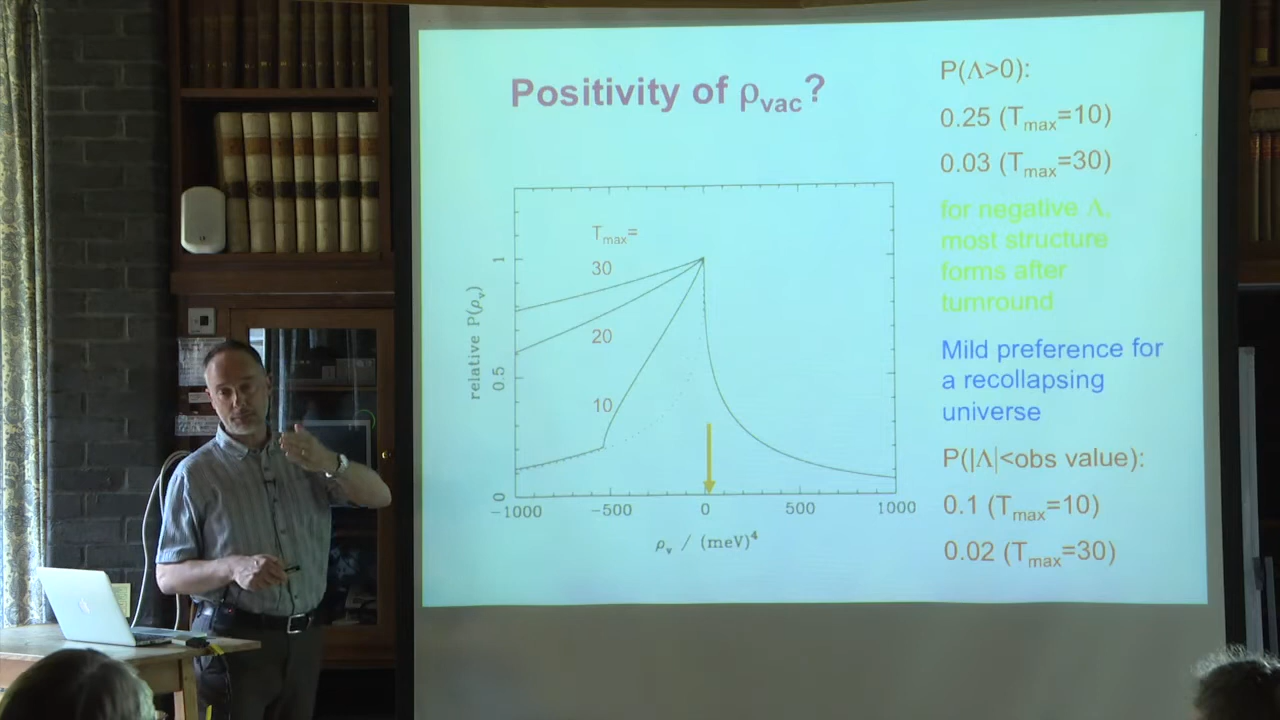 Positivity of ρvac?
Tmax=
30
20
10
relative P(ρv)
1
0.5
0
−1000
−500
0
500
1000
ρv / (meV)⁴
P(Λ>0):
0.25 (Tmax=10)
0.03 (Tmax=30)
for negative Λ,
most structure
forms after
turnround
Mild preference for
a recollapsing
universe
P(|Λ|<obs value):
0.1 (Tmax=10)
0.02 (Tmax=30)